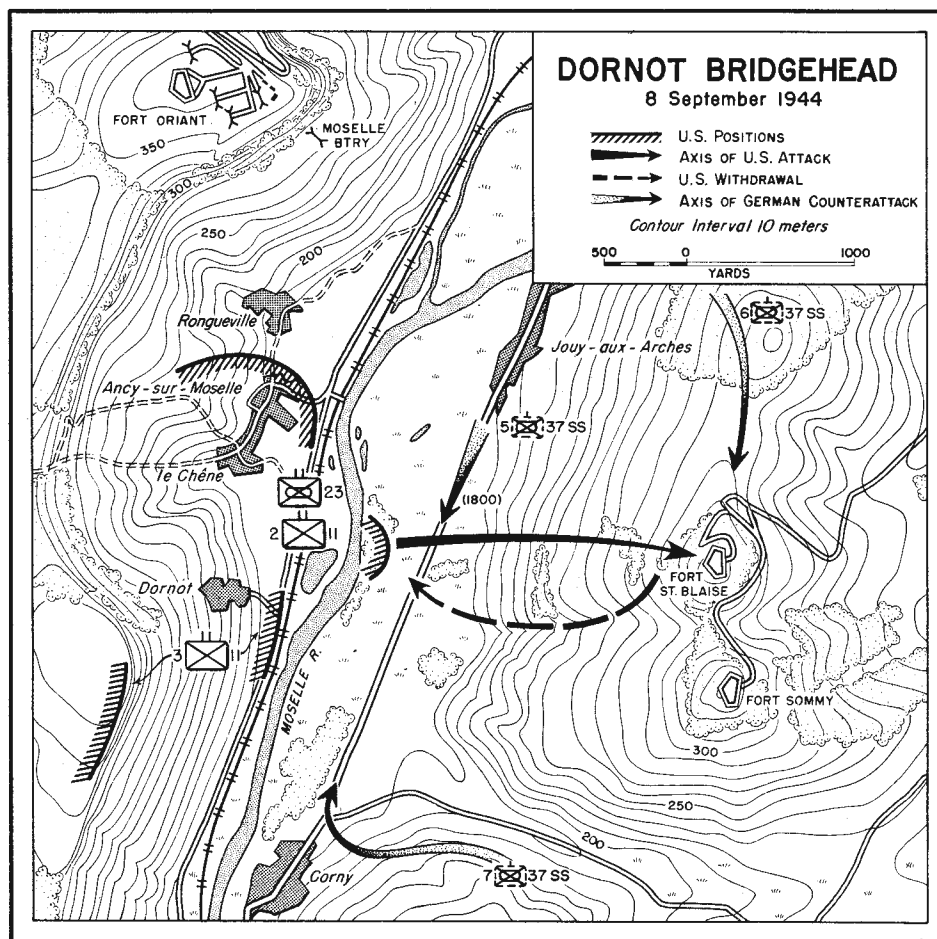 DORNOT BRIDGEHEAD
8 September 1944
U.S. POSITIONS
AXIS OF U.S. ATTACK
U.S. WITHDRAWAL
AXIS OF GERMAN COUNTERATTACK
Contour Interval 10 meters
500 0 1000
YARDS
FORT ORIANT
350
MOSELLE
BTRY
300
250
200
6 37 SS
Rongueville
Jouy-aux-Arches
Ancy-sur-Moselle
5 37 SS
le Chêne
23
(1800)
2 11
FORT
ST. BLAISE
Dornot
3 11
MOSELLE R.
FORT SOMMY
300
250
200
Corny
7 37 SS